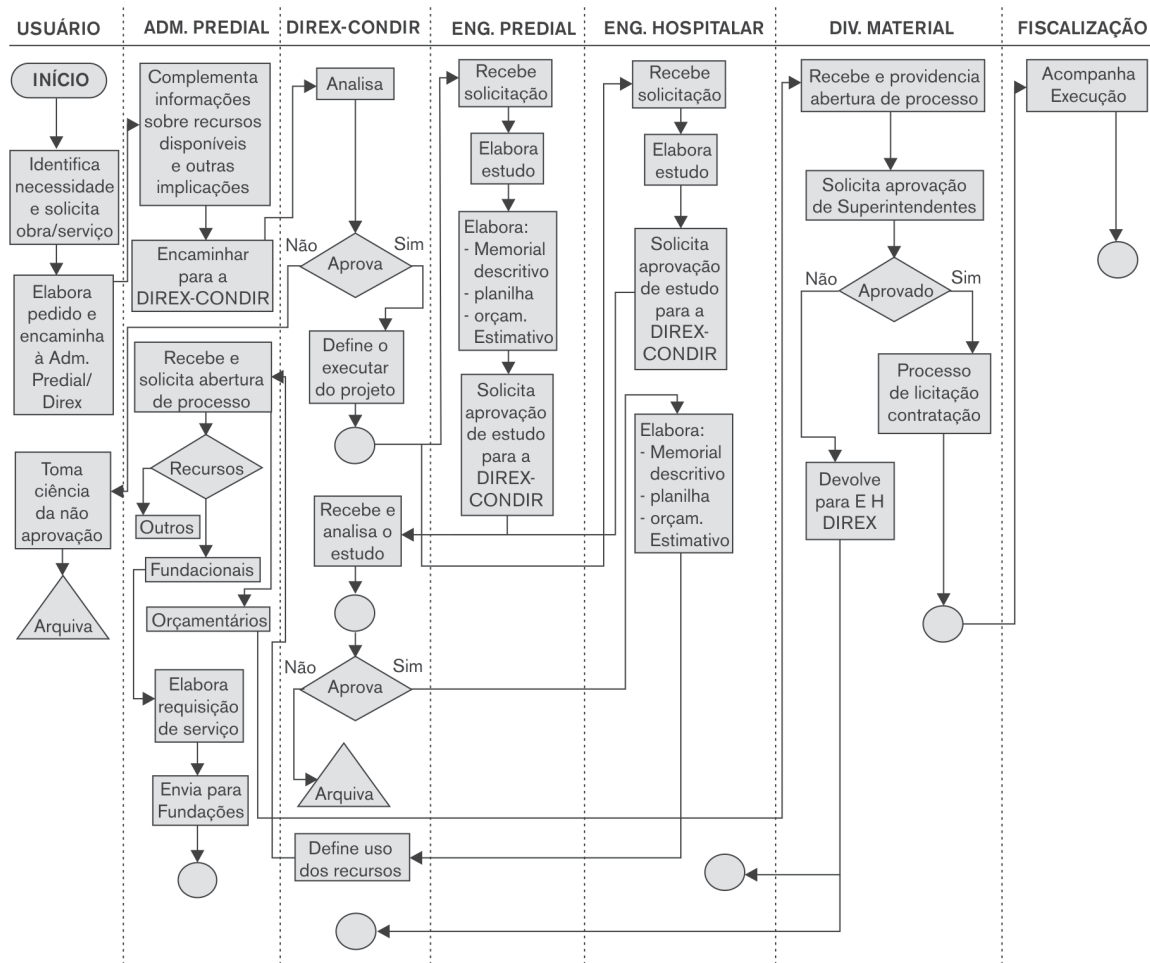 USUÁRIO
ADM. PREDIAL
DIREX-CONDIR
ENG. PREDIAL
ENG. HOSPITALAR
DIV. MATERIAL
FISCALIZAÇÃO
INÍCIO
Identifica
necessidade
e solicita
obra/serviço
Elabora
pedido e
encaminha
à Adm.
Predial/
Direx
Toma
ciência
da não
aprovação
Arquiva
Complementa
informações
sobre recursos
disponíveis
e outras
implicações
Encaminhar
para a
DIREX-CONDIR
Recebe e
solicita abertura
de processo
Recursos
Outros
Fundacionais
Orçamentários
Elabora
requisição
de serviço
Envia para
Fundações
Analisa
Não
Sim
Aprova
Define o
executar
do projeto
Recebe e
analisa o
estudo
Não
Sim
Aprova
Arquiva
Define uso
dos recursos
Recebe
solicitação
Elabora
estudo
Elabora:
- Memorial
descritivo
- planilha
- orçam.
Estimativo
Solicita
aprovação
de estudo
para a
DIREX-
CONDIR
Recebe
solicitação
Elabora
estudo
Solicita
aprovação
de estudo
para a
DIREX-
CONDIR
Elabora:
- Memorial
descritivo
- planilha
- orçam.
Estimativo
Recebe e providencia
abertura de processo
Solicita aprovação
de Superintendentes
Não
Sim
Aprovado
Processo
de licitação
contratação
Devolve
para E H
DIREX
Acompanha
Execução